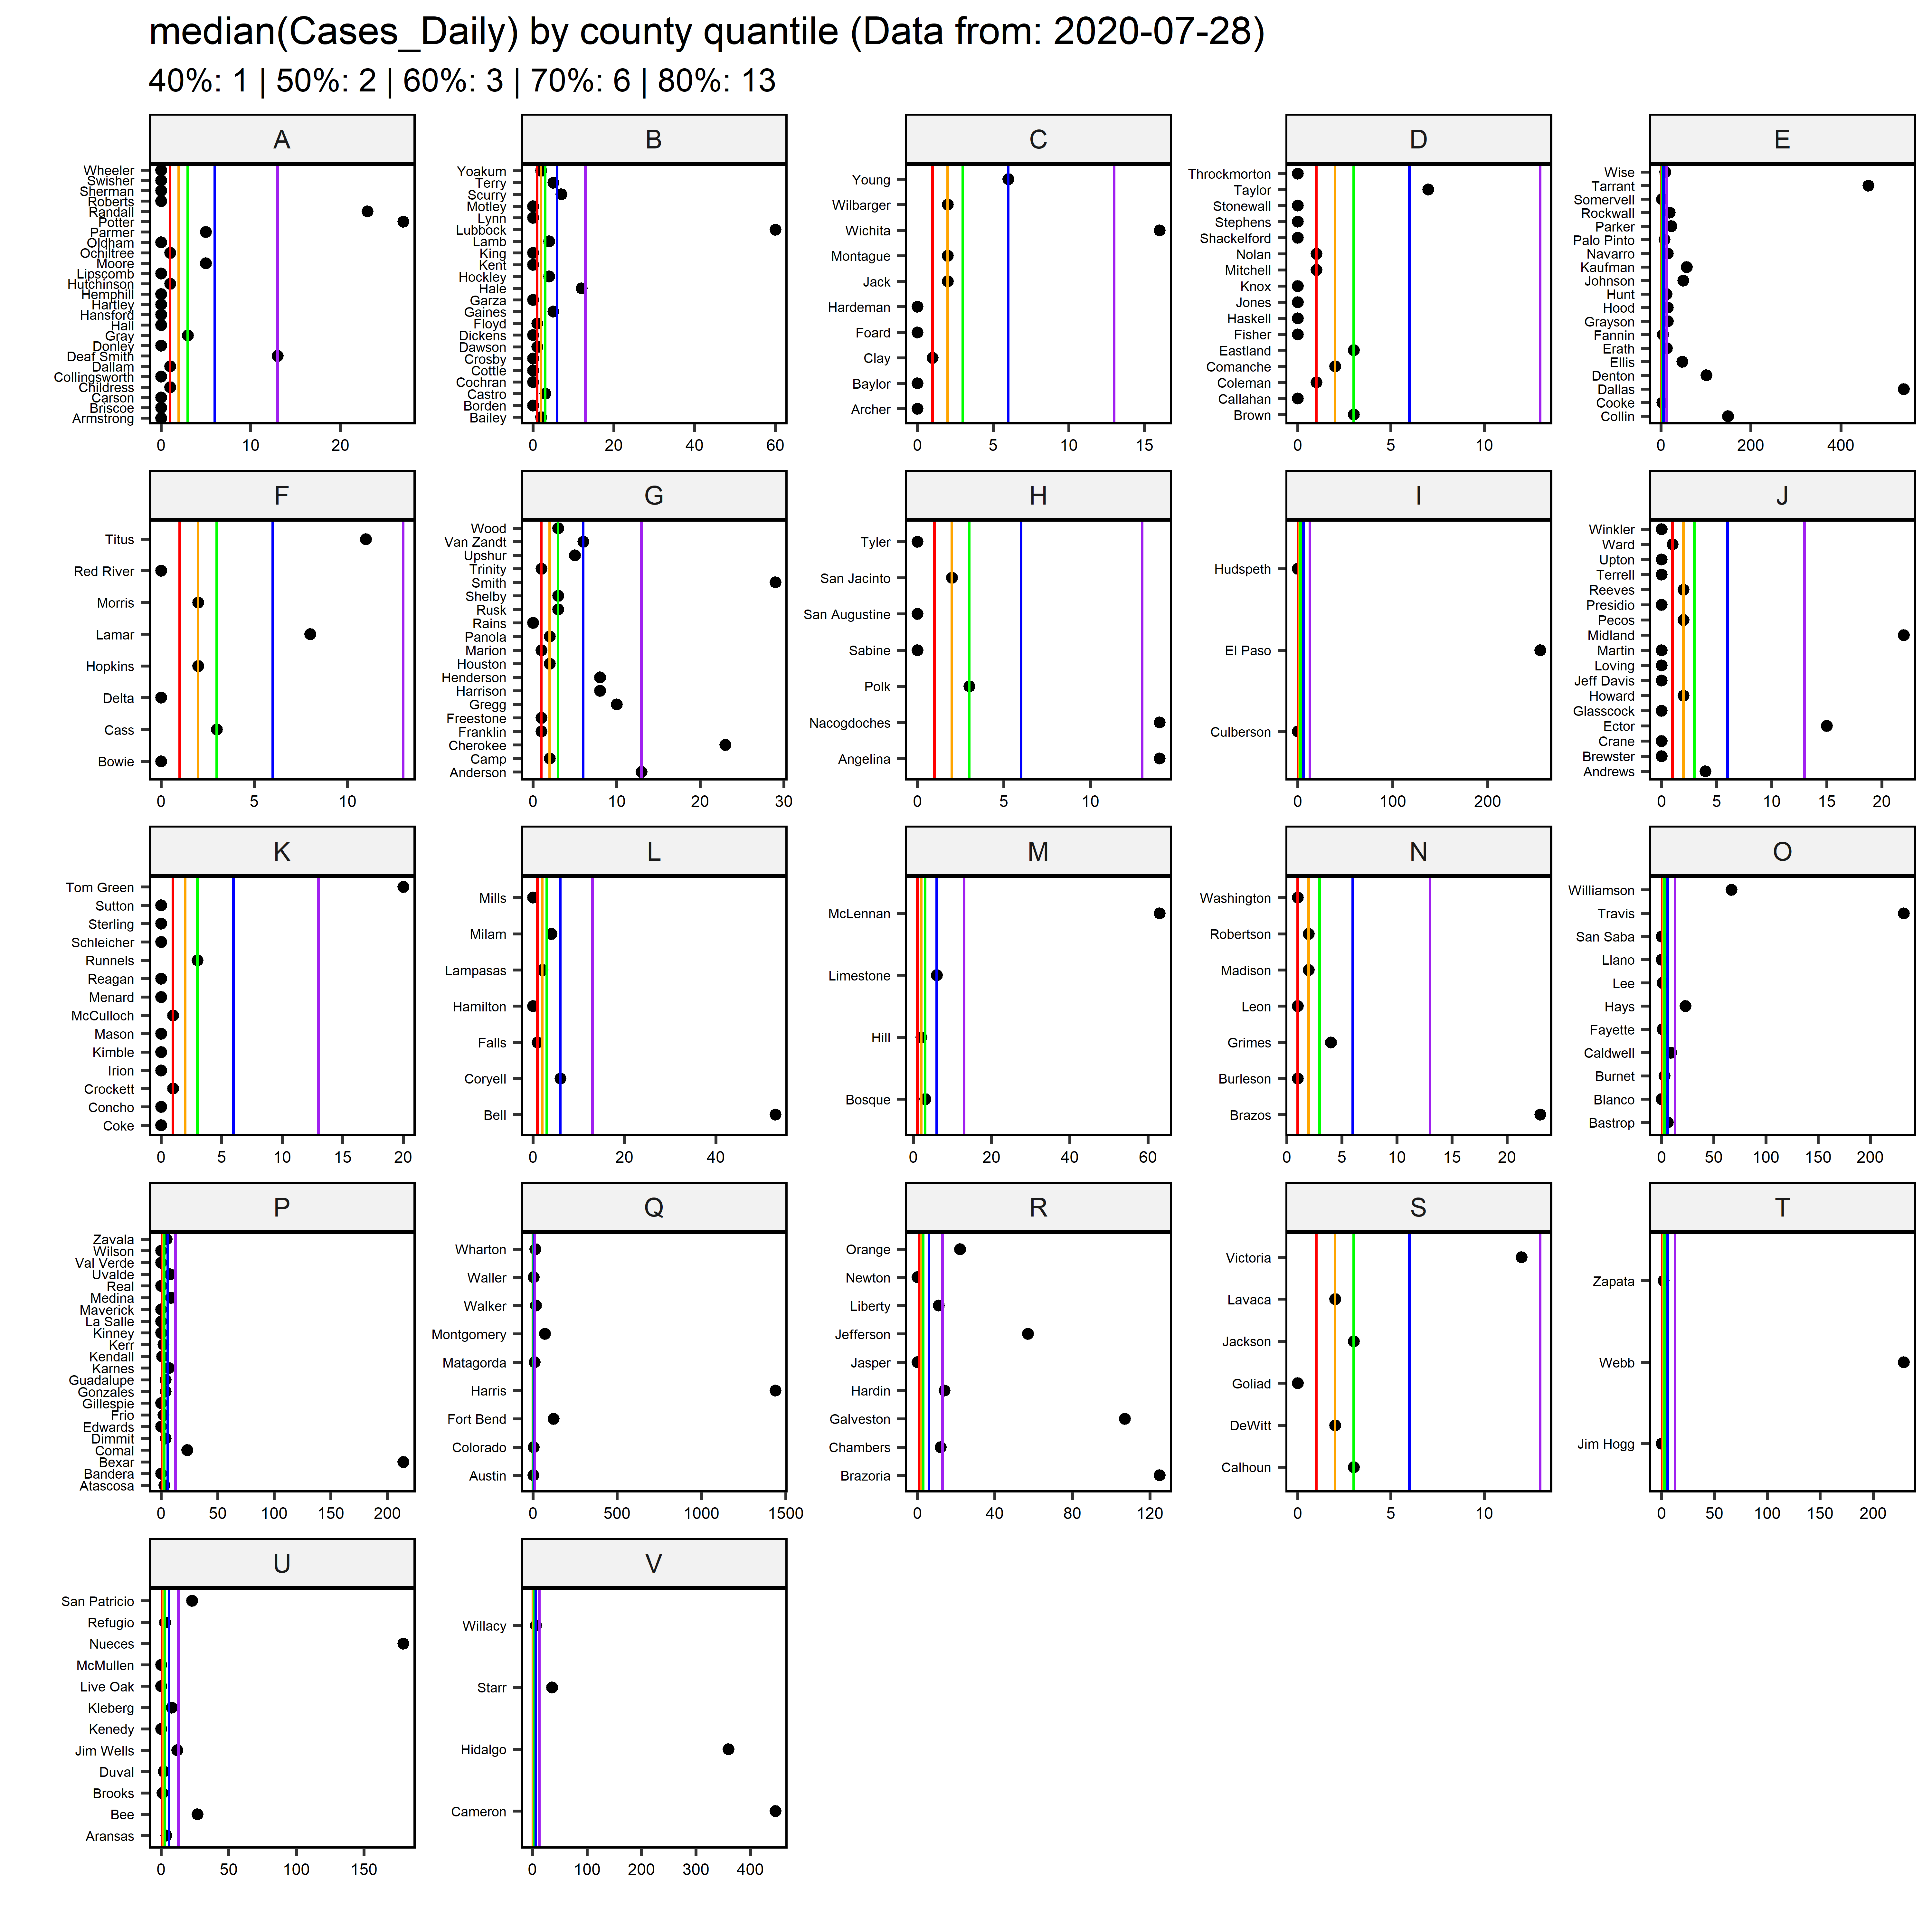 median(Cases_Daily) by county quantile (Data from: 2020-07-28)
40%: 1 | 50%: 2 | 60%: 3 | 70%: 6 | 80%: 13
A
Wheeler
Swisher
Sherman
Roberts
Randall
Potter
Parmer
Oldham
Ochiltree
Moore
Lipscomb
Hutchinson
Hemphill
Hartley
Hansford
Hall
Gray
Donley
Deaf Smith
Dallam
Collingsworth
Childress
Carson
Briscoe
Armstrong
0 10 20
B
Yoakum
Terry
Scurry
Motley
Lynn
Lubbock
Lamb
King
Kent
Hockley
Hale
Garza
Gaines
Floyd
Dickens
Dawson
Crosby
Cottle
Cochran
Castro
Borden
Bailey
0 20 40 60
C
Young
Wilbarger
Wichita
Montague
Jack
Hardeman
Foard
Clay
Baylor
Archer
0 5 10 15
D
Throckmorton
Taylor
Stonewall
Stephens
Shackelford
Nolan
Mitchell
Knox
Jones
Haskell
Fisher
Eastland
Comanche
Coleman
Callahan
Brown
0 5 10
E
Wise
Tarrant
Somervell
Rockwall
Parker
Palo Pinto
Navarro
Kaufman
Johnson
Hunt
Hood
Grayson
Fannin
Erath
Ellis
Denton
Dallas
Cooke
Collin
0 200 400
F
Titus
Red River
Morris
Lamar
Hopkins
Delta
Cass
Bowie
0 5 10
G
Wood
Van Zandt
Upshur
Trinity
Smith
Shelby
Rusk
Rains
Panola
Marion
Houston
Henderson
Harrison
Gregg
Freestone
Franklin
Cherokee
Camp
Anderson
0 10 20 30
H
Tyler
San Jacinto
San Augustine
Sabine
Polk
Nacogdoches
Angelina
0 5 10
I
Hudspeth
El Paso
Culberson
0 100 200
J
Winkler
Ward
Upton
Terrell
Reeves
Presidio
Pecos
Midland
Martin
Loving
Jeff Davis
Howard
Glasscock
Ector
Crane
Brewster
Andrews
0 5 10 15 20
K
Tom Green
Sutton
Sterling
Schleicher
Runnels
Reagan
Menard
McCulloch
Mason
Kimble
Irion
Crockett
Concho
Coke
0 5 10 15 20
L
Mills
Milam
Lampasas
Hamilton
Falls
Coryell
Bell
0 20 40
M
McLennan
Limestone
Hill
Bosque
0 20 40 60
N
Washington
Robertson
Madison
Leon
Grimes
Burleson
Brazos
0 5 10 15 20
O
Williamson
Travis
San Saba
Llano
Lee
Hays
Fayette
Caldwell
Burnet
Blanco
Bastrop
0 50 100 150 200
P
Zavala
Wilson
Val Verde
Uvalde
Real
Medina
Maverick
La Salle
Kinney
Kerr
Kendall
Karnes
Guadalupe
Gonzales
Gillespie
Frio
Edwards
Dimmit
Comal
Bexar
Bandera
Atascosa
0 50 100 150 200
Q
Wharton
Waller
Walker
Montgomery
Matagorda
Harris
Fort Bend
Colorado
Austin
0 500 1000 1500
R
Orange
Newton
Liberty
Jefferson
Jasper
Hardin
Galveston
Chambers
Brazoria
0 40 80 120
S
Victoria
Lavaca
Jackson
Goliad
DeWitt
Calhoun
0 5 10
T
Zapata
Webb
Jim Hogg
0 50 100 150 200
U
San Patricio
Refugio
Nueces
McMullen
Live Oak
Kleberg
Kenedy
Jim Wells
Duval
Brooks
Bee
Aransas
0 50 100 150
V
Willacy
Starr
Hidalgo
Cameron
0 100 200 300 400